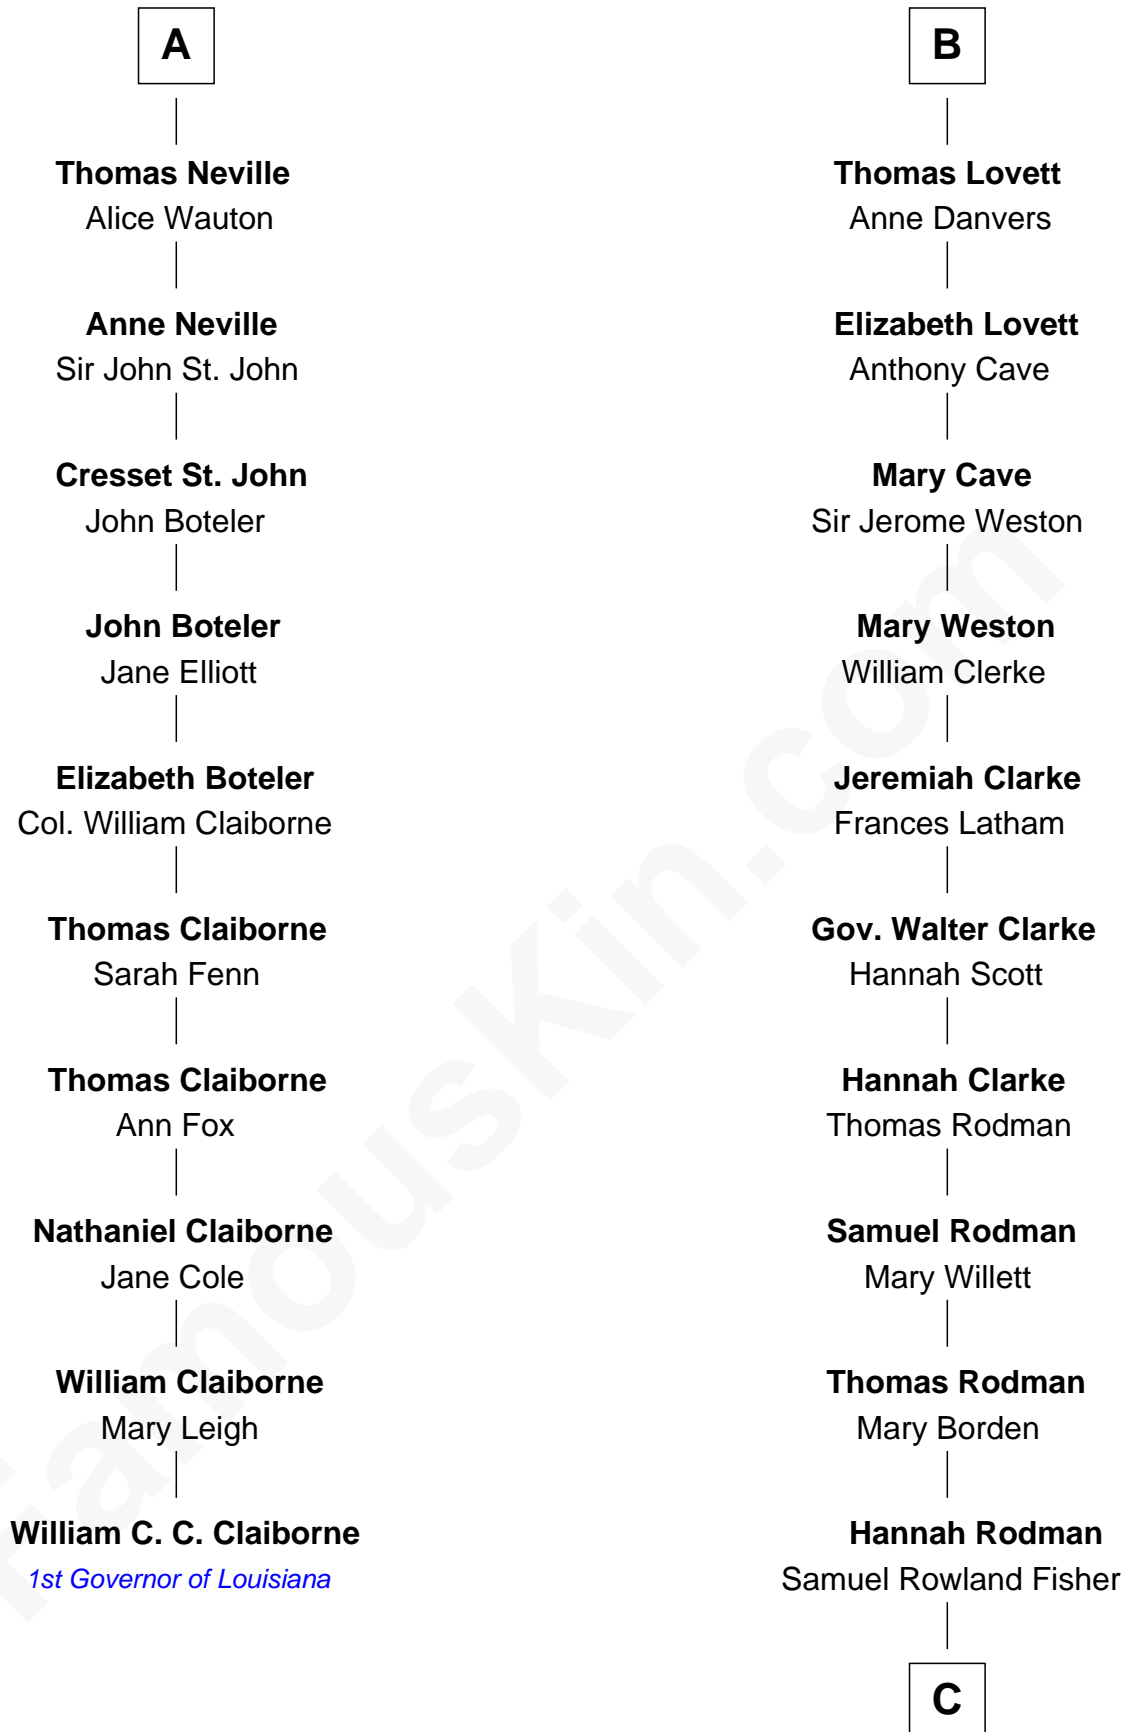 A
Thomas Neville
Alice Wauton
Anne Neville
Sir John St. John
Cresset St. John
John Boteler
John Boteler
Jane Elliott
Elizabeth Boteler
Col. William Claiborne
Thomas Claiborne
Sarah Fenn
Thomas Claiborne
Ann Fox
Nathaniel Claiborne
Jane Cole
William Claiborne
Mary Leigh
William C. C. Claiborne
1st Governor of Louisiana
B
Thomas Lovett
Anne Danvers
Elizabeth Lovett
Anthony Cave
Mary Cave
Sir Jerome Weston
Mary Weston
William Clerke
Jeremiah Clarke
Frances Latham
Gov. Walter Clarke
Hannah Scott
Hannah Clarke
Thomas Rodman
Samuel Rodman
Mary Willett
Thomas Rodman
Mary Borden
Hannah Rodman
Samuel Rowland Fisher
C
FamousKin.com